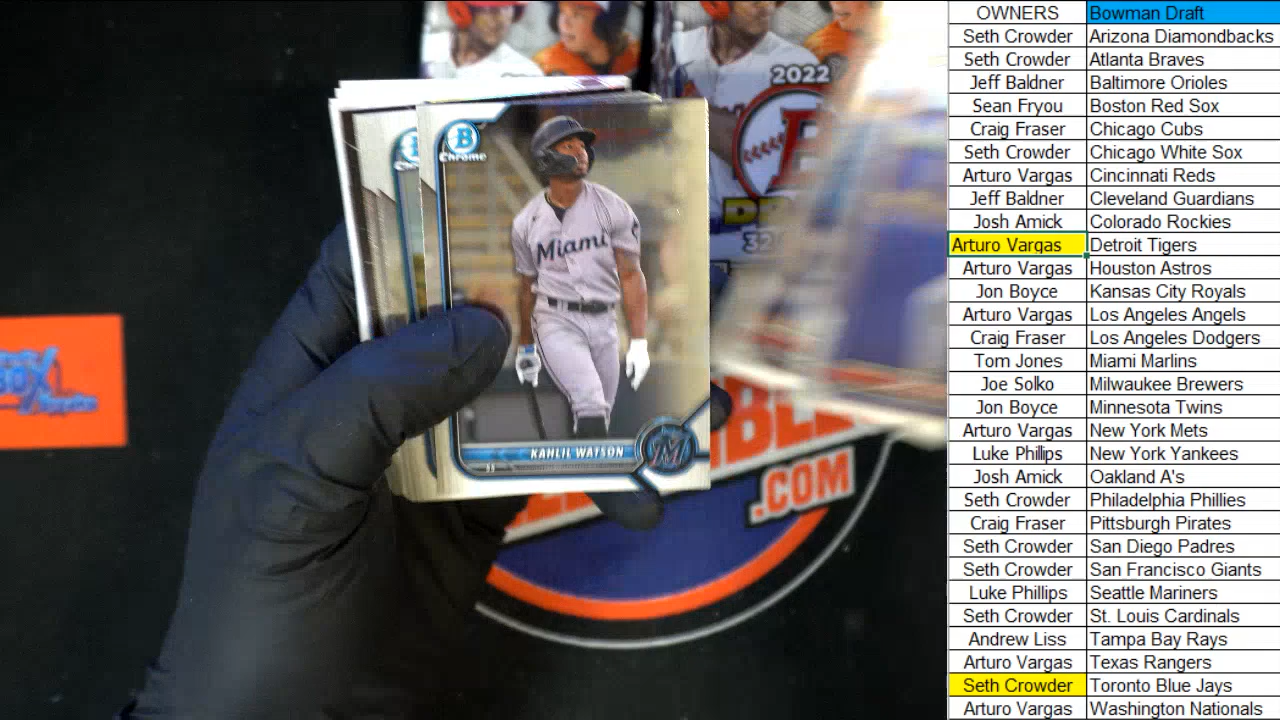 OWNERS Bowman Draft
Seth Crowder Arizona Diamondbacks
Seth Crowder Atlanta Braves
Jeff Baldner Baltimore Orioles
Sean Fryou Boston Red Sox
Craig Fraser Chicago Cubs
Seth Crowder Chicago White Sox
Arturo Vargas Cincinnati Reds
Jeff Baldner Cleveland Guardians
Josh Amick Colorado Rockies
Arturo Vargas Detroit Tigers
Arturo Vargas Houston Astros
Jon Boyce Kansas City Royals
Arturo Vargas Los Angeles Angels
Craig Fraser Los Angeles Dodgers
Tom Jones Miami Marlins
Joe Solko Milwaukee Brewers
Jon Boyce Minnesota Twins
Arturo Vargas New York Mets
Luke Phillips New York Yankees
Josh Amick Oakland A's
Seth Crowder Philadelphia Phillies
Craig Fraser Pittsburgh Pirates
Seth Crowder San Diego Padres
Seth Crowder San Francisco Giants
Luke Phillips Seattle Mariners
Seth Crowder St. Louis Cardinals
Andrew Liss Tampa Bay Rays
Arturo Vargas Texas Rangers
Seth Crowder Toronto Blue Jays
Arturo Vargas Washington Nationals
2022
B
Chrome
Miami
KAHLIL WATSON
M
SS
.COM